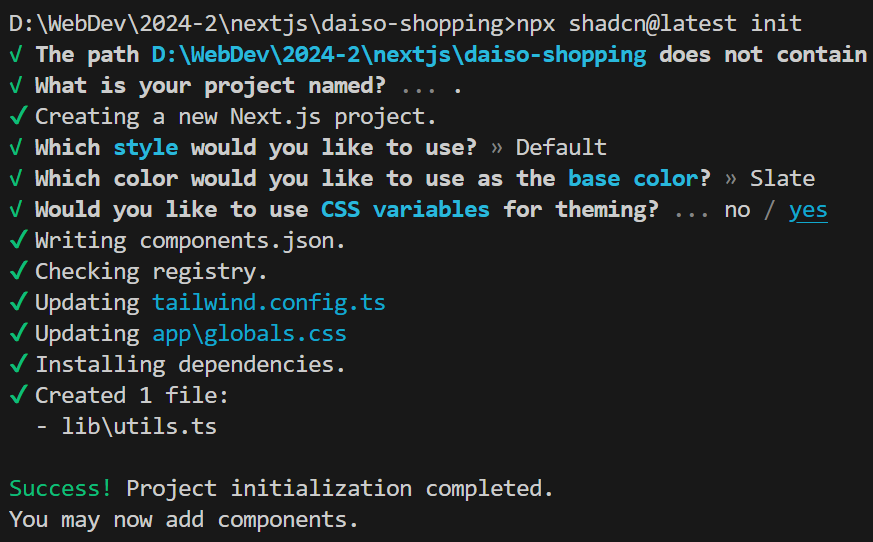 D:\WebDev\2024-2\nextjs\daiso-shopping>npx shadcn@latest init
√ The path D:\WebDev\2024-2\nextjs\daiso-shopping does not contain
√ What is your project named? ... .
✔ Creating a new Next.js project.
√ Which style would you like to use? » Default
√ Which color would you like to use as the base color? » Slate
√ Would you like to use CSS variables for theming? ... no / yes
✔ Writing components.json.
✔ Checking registry.
✔ Updating tailwind.config.ts
✔ Updating app\globals.css
✔ Installing dependencies.
✔ Created 1 file:
- lib\utils.ts
Success! Project initialization completed.
You may now add components.